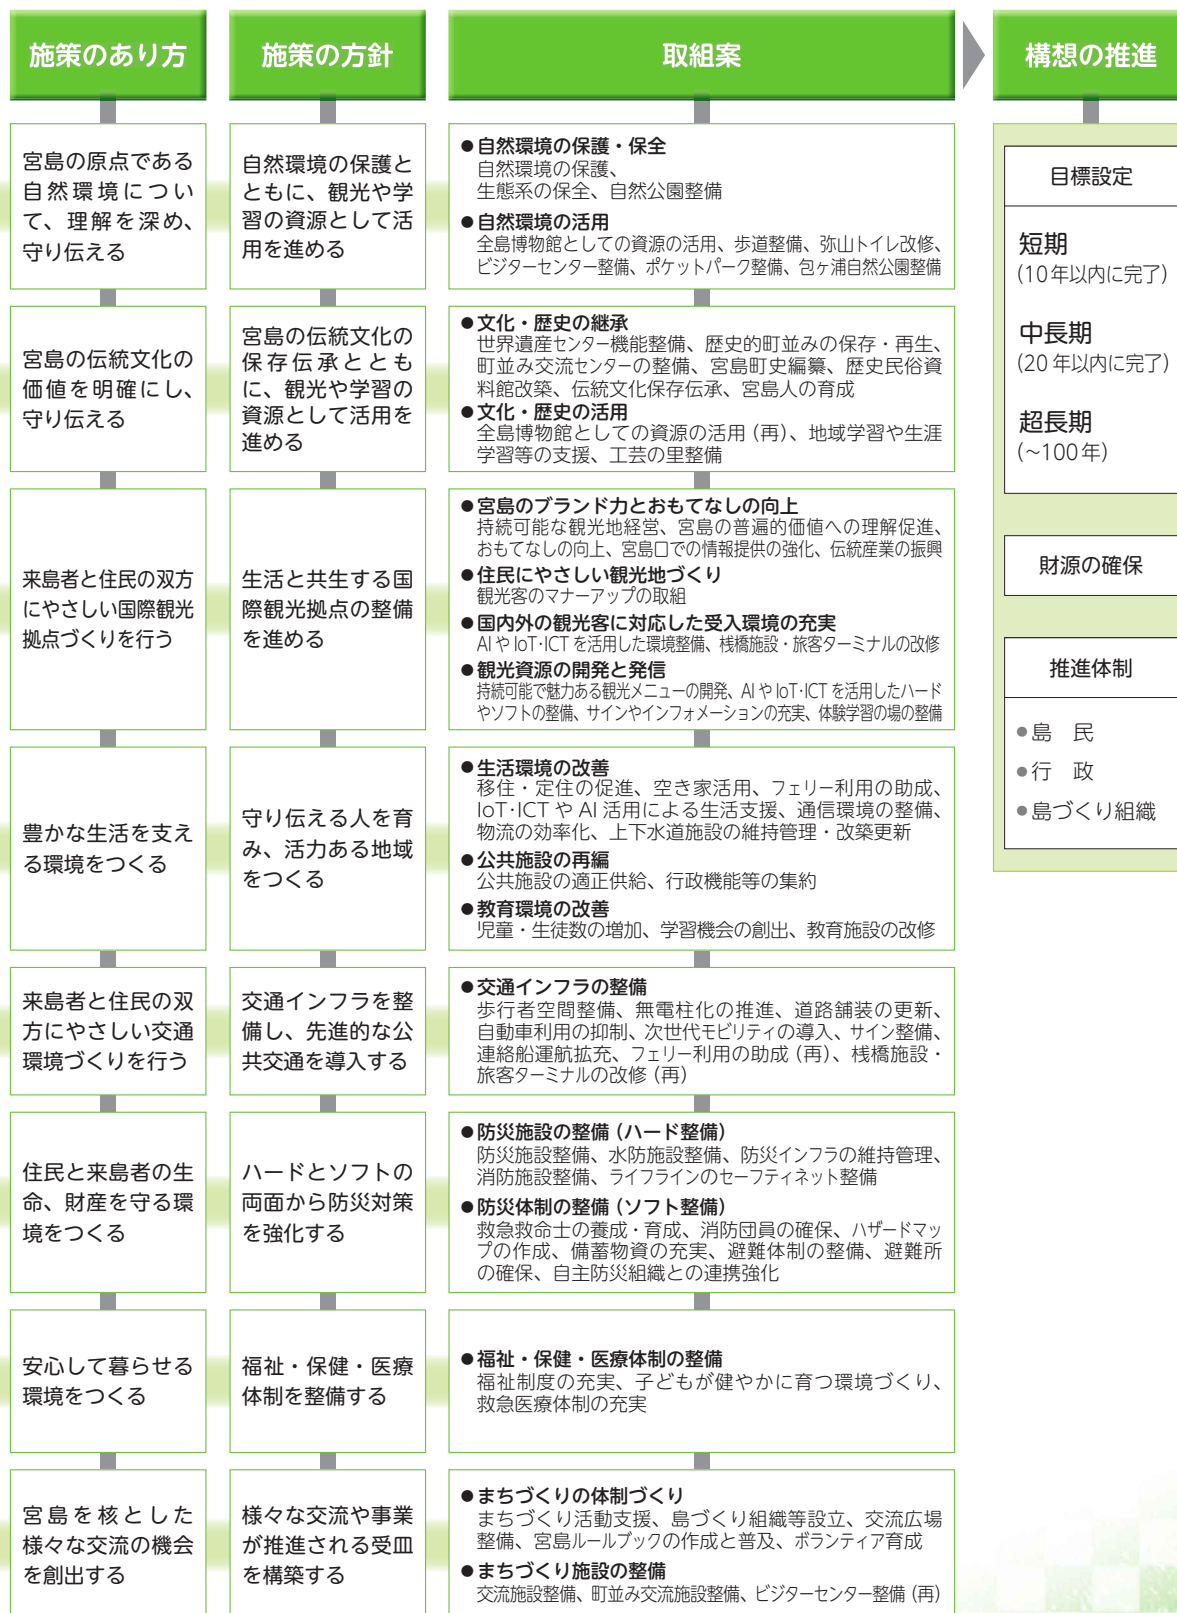 施策のあり方
施策の方針
取組案
構想の推進
宮島の原点である
自然環境につい
て、理解を深め、
守り伝える
自然環境の保護と
ともに、観光や学
習の資源として活
用を進める
●自然環境の保護・保全
自然環境の保護、
生態系の保全、自然公園整備
●自然環境の活用
全島博物館としての資源の活用、歩道整備、弥山トイレ改修、
ビジターセンター整備、ポケットパーク整備、包ヶ浦自然公園整備
宮島の伝統文化の
価値を明確にし、
守り伝える
宮島の伝統文化の
保存伝承ととも
に、観光や学習の
資源として活用を
進める
●文化・歴史の継承
世界遺産センター機能整備、歴史的町並みの保存・再生、
町並み交流センターの整備、宮島町史編纂、歴史民俗資
料館改築、伝統文化保存伝承、宮島人の育成
●文化・歴史の活用
全島博物館としての資源の活用（再）、地域学習や生涯
学習等の支援、工芸の里整備
来島者と住民の双方
にやさしい国際観光
拠点づくりを行う
生活と共生する国
際観光拠点の整備
を進める
●宮島のブランド力とおもてなしの向上
持続可能な観光地経営、宮島の普遍的価値への理解促進、
おもてなしの向上、宮島口での情報提供の強化、伝統産業の振興
●住民にやさしい観光地づくり
観光客のマナーアップの取組
●国内外の観光客に対応した受入環境の充実
AI や IoT・ICT を活用した環境整備、桟橋施設・旅客ターミナルの改修
●観光資源の開発と発信
持続可能で魅力ある観光メニューの開発、AI や IoT・ICT を活用したハード
やソフトの整備、サインやインフォメーションの充実、体験学習の場の整備
豊かな生活を支え
る環境をつくる
守り伝える人を育
み、活力ある地域
をつくる
●生活環境の改善
移住・定住の促進、空き家活用、フェリー利用の助成、
IoT・ICT や AI 活用による生活支援、通信環境の整備、
物流の効率化、上下水道施設の維持管理・改築更新
●公共施設の再編
公共施設の適正供給、行政機能等の集約
●教育環境の改善
児童・生徒数の増加、学習機会の創出、教育施設の改修
来島者と住民の双
方にやさしい交通
環境づくりを行う
交通インフラを整
備し、先進的な公
共交通を導入する
●交通インフラの整備
歩行者空間整備、無電柱化の推進、道路舗装の更新、
自動車利用の抑制、次世代モビリティの導入、サイン整備、
連絡船運航拡充、フェリー利用の助成（再）、桟橋施設・
旅客ターミナルの改修（再）
住民と来島者の生
命、財産を守る環
境をつくる
ハードとソフトの
両面から防災対策
を強化する
●防災施設の整備（ハード整備）
防災施設整備、水防施設整備、防災インフラの維持管理、
消防施設整備、ライフラインのセーフティネット整備
●防災体制の整備（ソフト整備）
救急救命士の養成・育成、消防団員の確保、ハザードマッ
プの作成、備蓄物資の充実、避難体制の整備、避難所
の確保、自主防災組織との連携強化
安心して暮らせる
環境をつくる
福祉・保健・医療
体制を整備する
●福祉・保健・医療体制の整備
福祉制度の充実、子どもが健やかに育つ環境づくり、
救急医療体制の充実
宮島を核とした
様々な交流の機会
を創出する
様々な交流や事業
が推進される受皿
を構築する
●まちづくりの体制づくり
まちづくり活動支援、島づくり組織等設立、交流広場
整備、宮島ルールブックの作成と普及、ボランティア育成
●まちづくり施設の整備
交流施設整備、町並み交流施設整備、ビジターセンター整備（再）
目標設定
短期
（10年以内に完了）
中長期
（20 年以内に完了）
超長期
（~100年）
財源の確保
推進体制
●島　民
●行　政
●島づくり組織